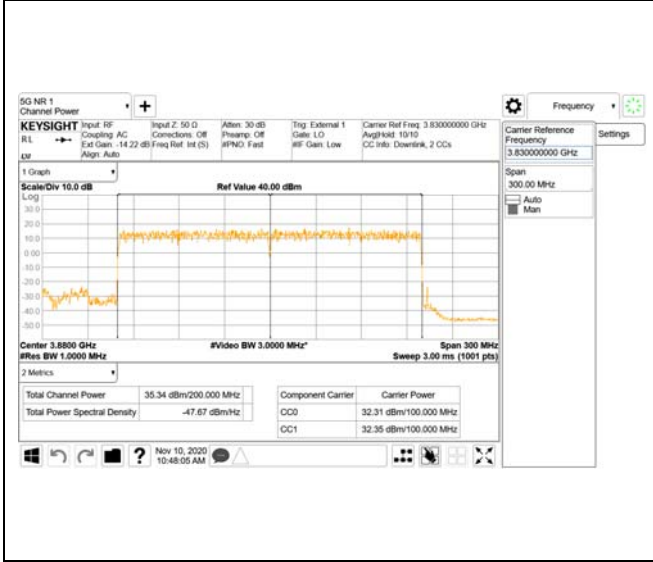 5G NR 1
Channel Power
Frequency
KEYSIGHT
Input: RF
Coupling: AC
Ext Gain: -14.22 dB
Align: Auto
Input Z: 50 Ω
Corrections: Off
Freq Ref: Int (S)
Atten: 30 dB
Preamp: Off
#PNO: Fast
Trig: External 1
Gate: LO
#IF Gain: Low
Carrier Ref Freq: 3.830000000 GHz
Avg|Hold: 10/10
CC Info: Downlink, 2 CCs
RL
Carrier Reference
Frequency
3.830000000 GHz
Settings
Span
300.00 MHz
Auto
Man
1 Graph
Scale/Div 10.0 dB
Ref Value 40.00 dBm
Log
30.0
20.0
10.0
0.00
-10.0
-20.0
-30.0
-40.0
-50.0
Center 3.8800 GHz
#Video BW 3.0000 MHz*
Span 300 MHz
#Res BW 1.0000 MHz
Sweep 3.00 ms (1001 pts)
2 Metrics
Total Channel Power 35.34 dBm/200.000 MHz
Total Power Spectral Density -47.67 dBm/Hz
Component Carrier Carrier Power
CC0 32.31 dBm/100.000 MHz
CC1 32.35 dBm/100.000 MHz
Nov 10, 2020
10:48:05 AM